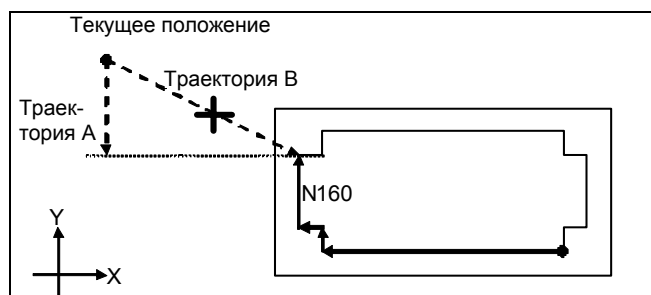 Текущее положение
Траектория B
Траек-
тория A
N160
Y
X